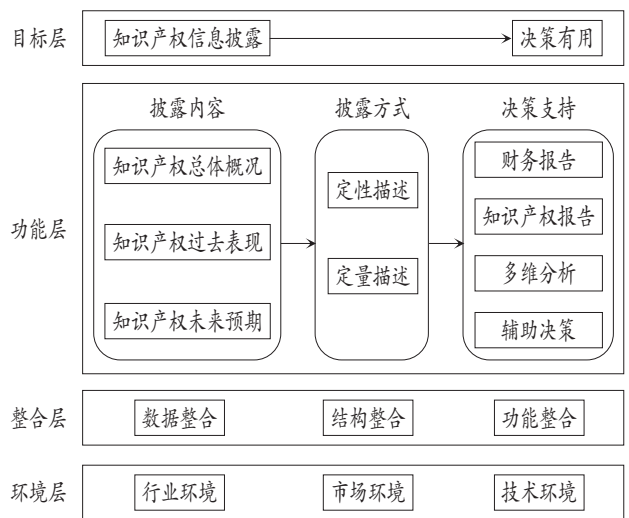 目标层
知识产权信息披露
决策有用
功能层
披露内容
披露方式
决策支持
知识产权总体概况
知识产权过去表现
知识产权未来预期
定性描述
定量描述
财务报告
知识产权报告
多维分析
辅助决策
整合层
数据整合
结构整合
功能整合
环境层
行业环境
市场环境
技术环境